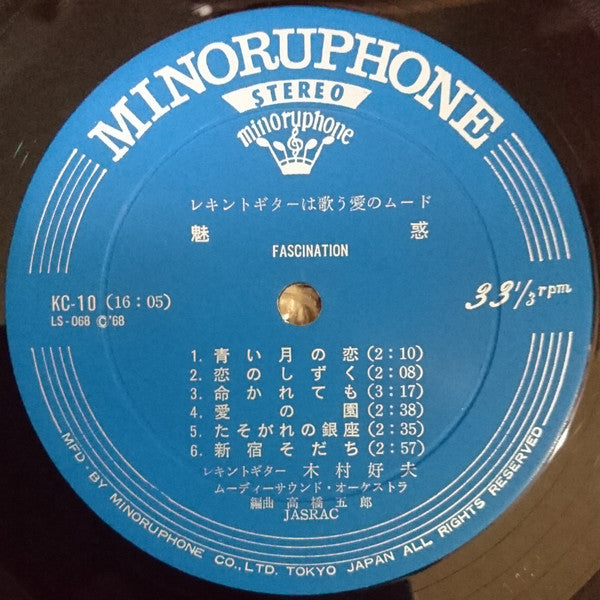 MINORUPHONE
STEREO
minoruphone
レキントギターは歌う愛のムード
魅惑
FASCINATION
KC-10 (16:05)
LS-068 ©'68
33 1/3 rpm
1. 青い月の恋 (2:10)
2. 恋のしずく (2:08)
3. 命かれても (3:17)
4. 愛の園 (2:38)
5. たそがれの銀座 (2:35)
6. 新宿そだち (2:57)
レキントギター 木村好夫
ムーディーサウンド・オーケストラ
編曲 高橋五郎
JASRAC
MFD. BY MINORUPHONE CO., LTD. TOKYO JAPAN ALL RIGHTS RESERVED